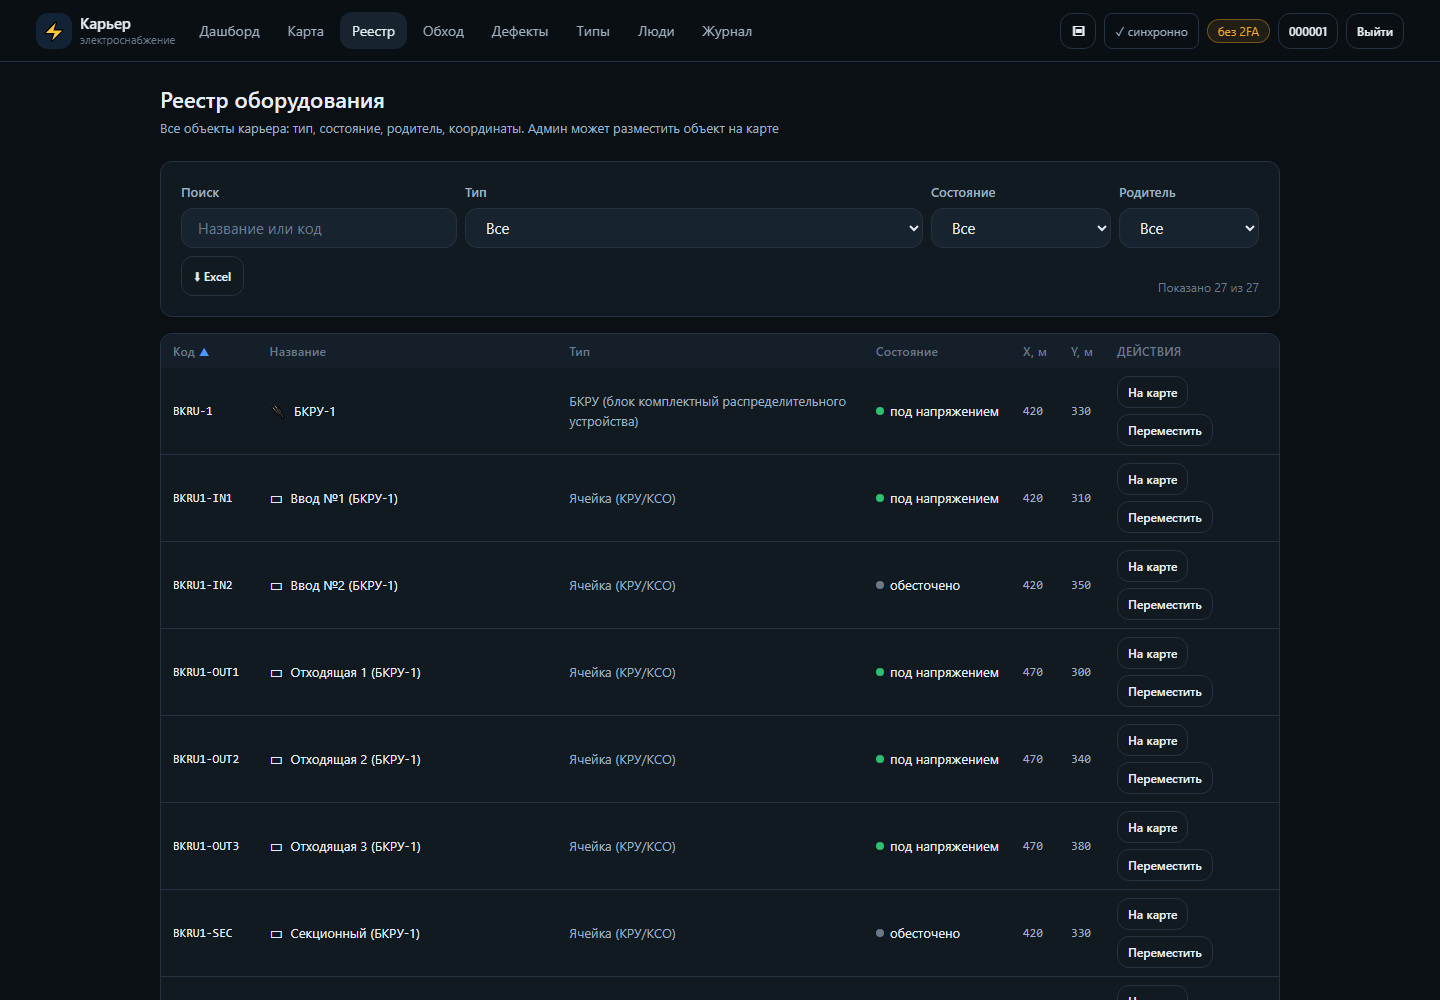 Карьер
электроснабжение
Дашборд
Карта
Реестр
Обход
Дефекты
Типы
Люди
Журнал
✓ синхронно
без 2FA
000001
Выйти
Реестр оборудования
Все объекты карьера: тип, состояние, родитель, координаты. Админ может разместить объект на карте
Поиск
Тип
Состояние
Родитель
Название или код
Все
Все
Все
⬇ Excel
Показано 27 из 27
Код ▲
Название
Тип
Состояние
X, м
Y, м
ДЕЙСТВИЯ
BKRU-1
БКРУ-1
БКРУ (блок комплектный распределительного
устройства)
под напряжением
420
330
На карте
Переместить
BKRU1-IN1
Ввод №1 (БКРУ-1)
Ячейка (КРУ/КСО)
под напряжением
420
310
На карте
Переместить
BKRU1-IN2
Ввод №2 (БКРУ-1)
Ячейка (КРУ/КСО)
обесточено
420
350
На карте
Переместить
BKRU1-OUT1
Отходящая 1 (БКРУ-1)
Ячейка (КРУ/КСО)
под напряжением
470
300
На карте
Переместить
BKRU1-OUT2
Отходящая 2 (БКРУ-1)
Ячейка (КРУ/КСО)
под напряжением
470
340
На карте
Переместить
BKRU1-OUT3
Отходящая 3 (БКРУ-1)
Ячейка (КРУ/КСО)
под напряжением
470
380
На карте
Переместить
BKRU1-SEC
Секционный (БКРУ-1)
Ячейка (КРУ/КСО)
обесточено
420
330
На карте
Переместить